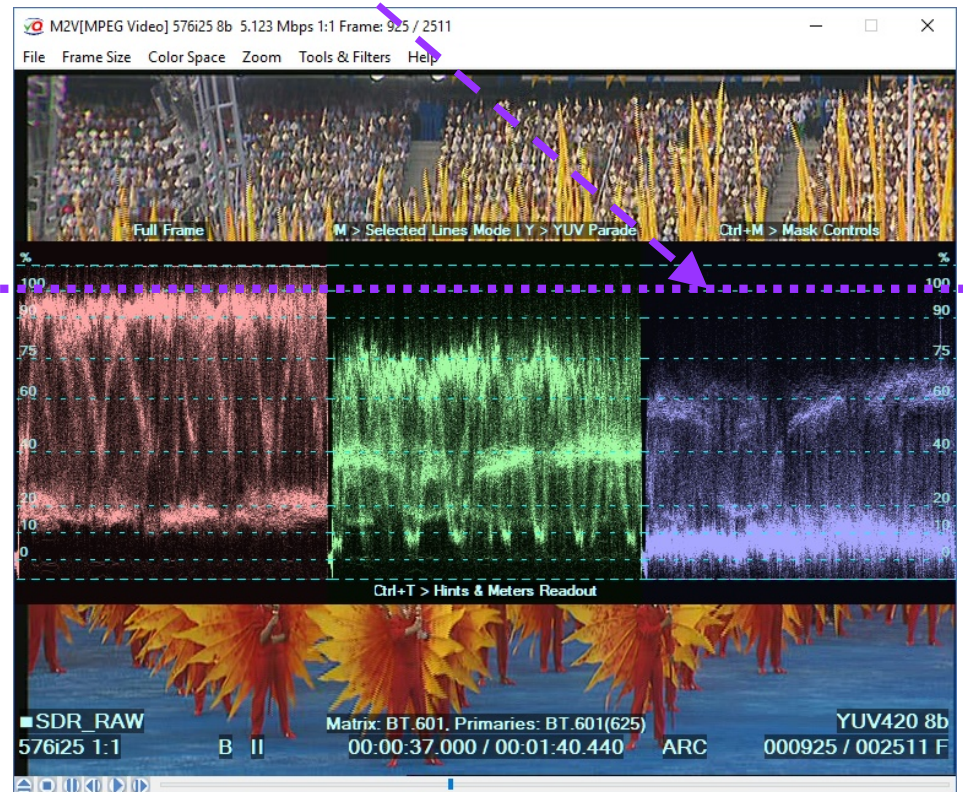 M2V[MPEG Video] 576i25 8b 5.123 Mbps 1:1 Frame: 925 / 2511
File Frame Size Color Space Zoom Tools & Filters Help
Full Frame M > Selected Lines Mode | Y > YUV Parade Ctrl+M > Mask Controls
% %
100 100
90 90
75 75
60 60
40 40
20 20
10 10
0 0
Ctrl+T > Hints & Meters Readout
■SDR_RAW Matrix: BT.601, Primaries: BT.601(625) YUV420 8b
576i25 1:1 B II 00:00:37.000 / 00:01:40.440 ARC 000925 / 002511 F